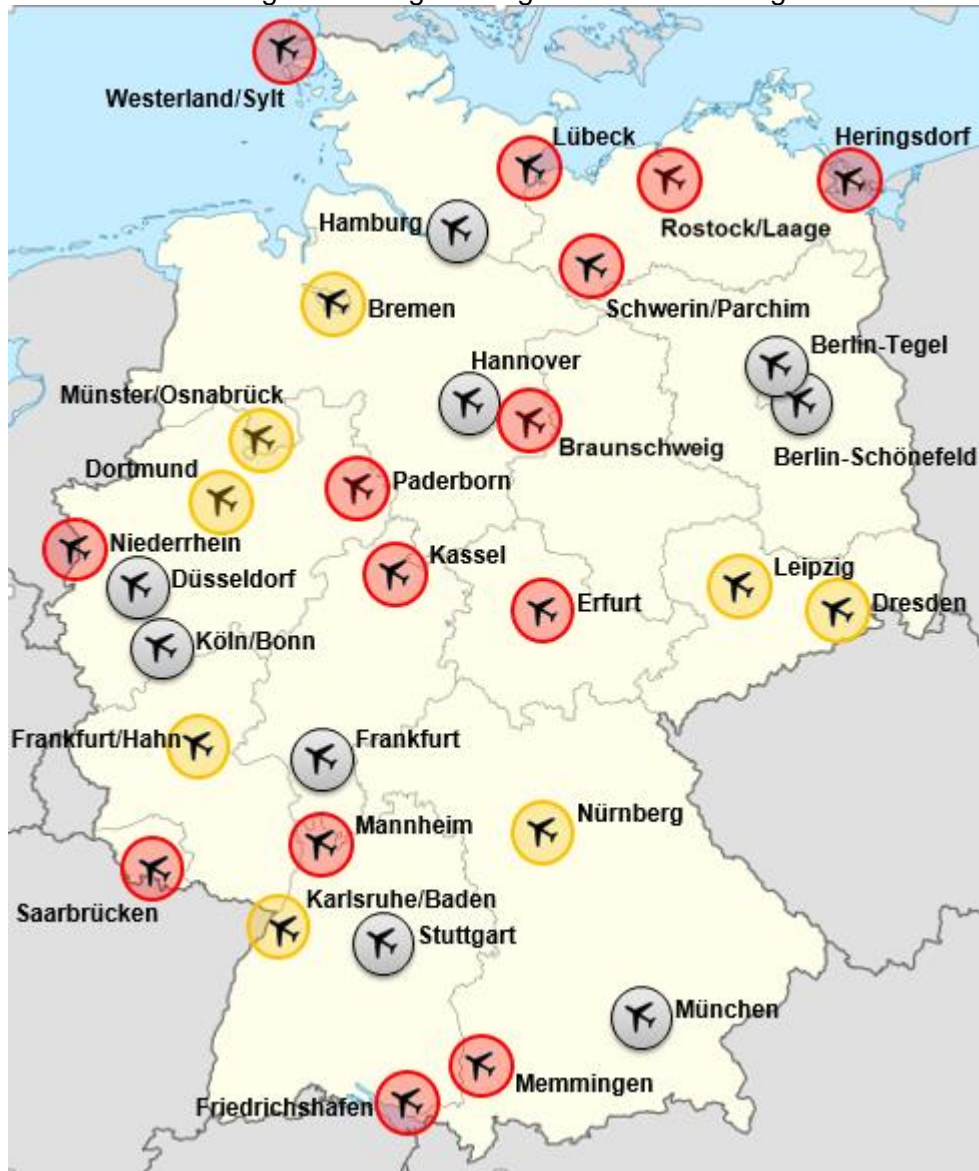 Westerland/Sylt
Lübeck
Heringsdorf
Hamburg
Rostock/Laage
Bremen
Schwerin/Parchim
Berlin-Tegel
Hannover
Münster/Osnabrück
Braunschweig
Berlin-Schönefeld
Dortmund
Paderborn
Niederrhein
Kassel
Leipzig
Düsseldorf
Erfurt
Dresden
Köln/Bonn
Frankfurt/Hahn
Frankfurt
Nürnberg
Mannheim
Karlsruhe/Baden
Saarbrücken
Stuttgart
München
Memmingen
Friedrichshafen